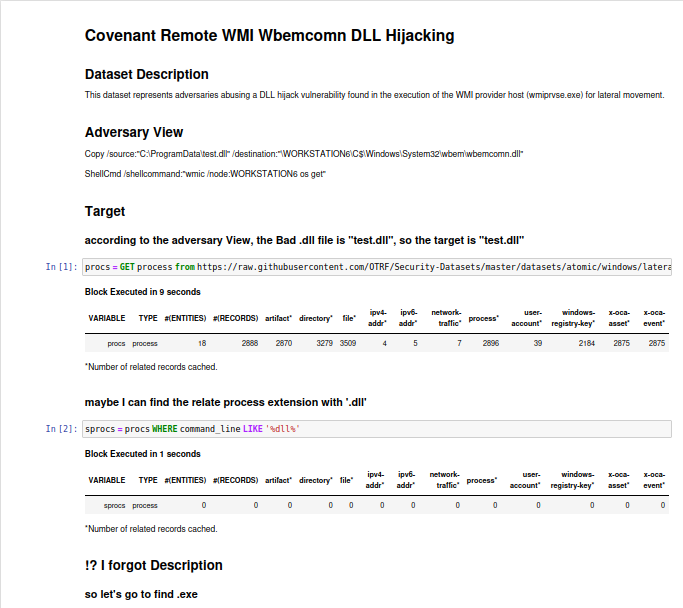 Covenant Remote WMI Wbemcomn DLL Hijacking
Dataset Description
This dataset represents adversaries abusing a DLL hijack vulnerability found in the execution of the WMI provider host (wmiprvse.exe) for lateral movement.
Adversary View
Copy /source:"C:\ProgramData\test.dll" /destination:"\WORKSTATION6\C$\Windows\System32\wbem\wbemcomn.dll"
ShellCmd /shellcommand:"wmic /node:WORKSTATION6 os get"
Target
according to the adversary View, the Bad .dll file is "test.dll", so the target is "test.dll"
In [1]: procs = GET process from https://raw.githubusercontent.com/OTRF/Security-Datasets/master/datasets/atomic/windows/latera
Block Executed in 9 seconds
VARIABLE TYPE #(ENTITIES) #(RECORDS) artifact* directory* file* ipv4-addr* ipv6-addr* network-traffic* process* user-account* windows-registry-key* x-oca-asset* x-oca-event*
procs process 18 2888 2870 3279 3509 4 5 7 2896 39 2184 2875 2875
*Number of related records cached.
maybe I can find the relate process extension with '.dll'
In [2]: sprocs = procs WHERE command_line LIKE '%dll%'
Block Executed in 1 seconds
VARIABLE TYPE #(ENTITIES) #(RECORDS) artifact* directory* file* ipv4-addr* ipv6-addr* network-traffic* process* user-account* windows-registry-key* x-oca-asset* x-oca-event*
sprocs process 0 0 0 0 0 0 0 0 0 0 0 0 0
*Number of related records cached.
!? I forgot Description
so let's go to find .exe